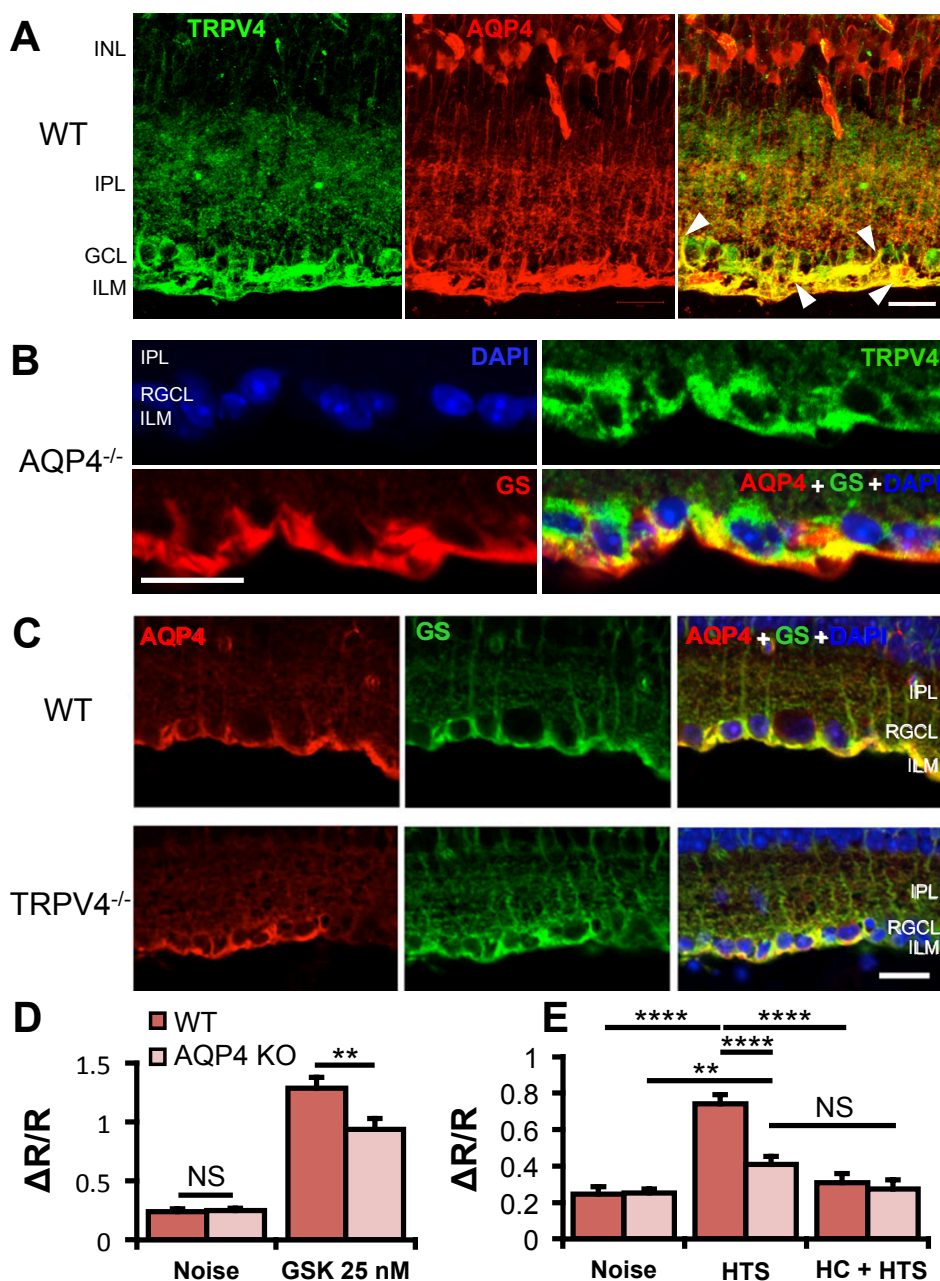 A
TRPV4
AQP4
INL
WT
IPL
GCL
ILM
B
IPL
DAPI
TRPV4
RGCL
ILM
AQP4-/-
GS
AQP4 + GS + DAPI
C
AQP4
GS
AQP4 + GS + DAPI
WT
IPL
RGCL
ILM
TRPV4-/-
IPL
RGCL
ILM
D
WT
AQP4 KO
**
1.5
1
0.5
0
ΔR/R
NS
Noise
GSK 25 nM
E
****
****
****
**
NS
0.8
0.6
0.4
0.2
0
ΔR/R
Noise
HTS
HC + HTS